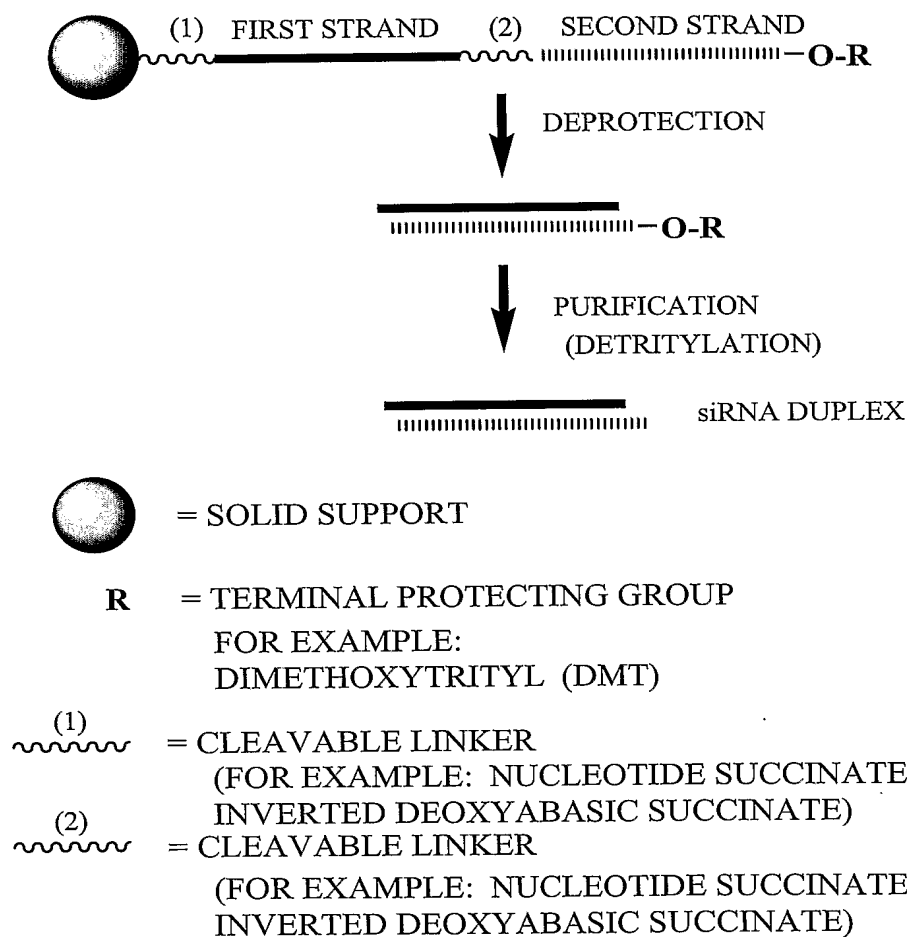 (1) FIRST STRAND (2) SECOND STRAND
O-R
DEPROTECTION
O-R
PURIFICATION
(DETRITYLATION)
siRNA DUPLEX
= SOLID SUPPORT
R = TERMINAL PROTECTING GROUP
FOR EXAMPLE:
DIMETHOXYTRITYL (DMT)
(1)
= CLEAVABLE LINKER
(FOR EXAMPLE: NUCLEOTIDE SUCCINATE
INVERTED DEOXYABASIC SUCCINATE)
(2)
= CLEAVABLE LINKER
(FOR EXAMPLE: NUCLEOTIDE SUCCINATE
INVERTED DEOXYABASIC SUCCINATE)